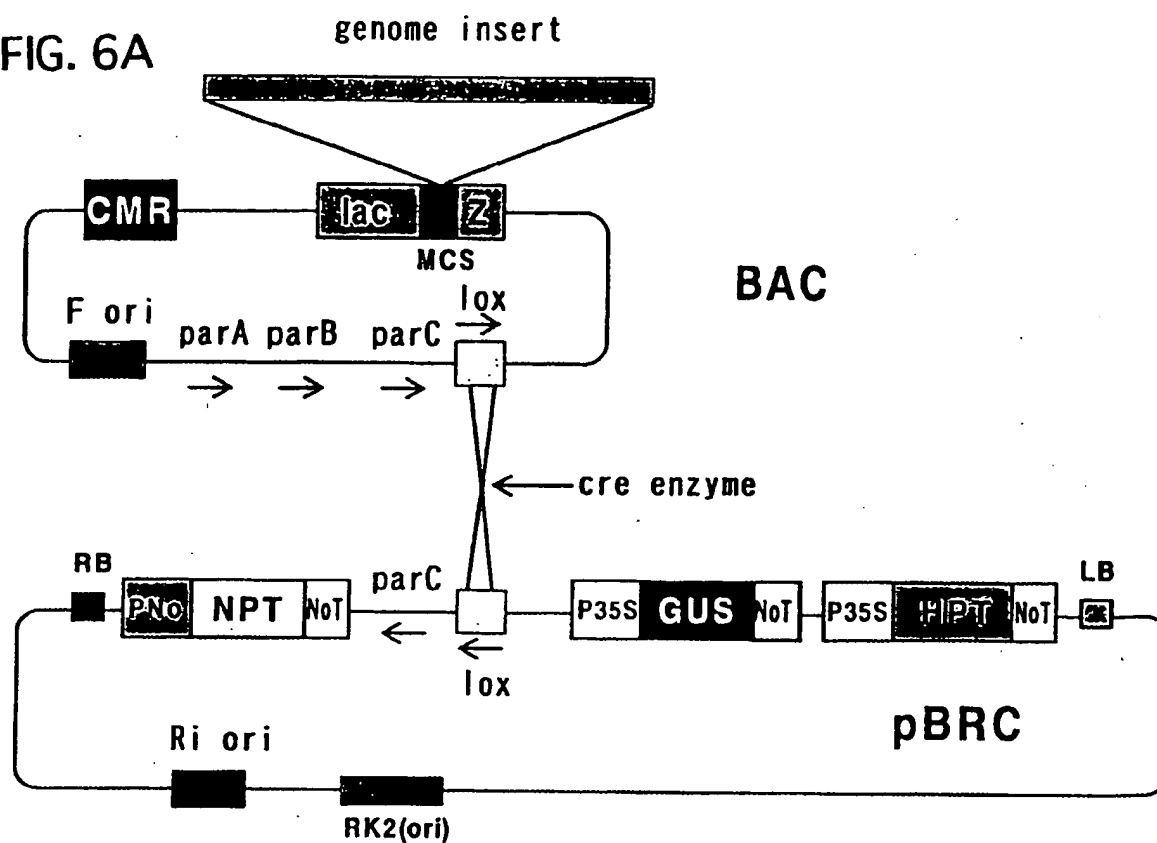 FIG. 6A
genome insert
CMR
lac
Z
MCS
BAC
lox
F ori
parA
parB
parC
cre enzyme
RB
PNo
NPT
NoT
parC
lox
P35S
GUS
NoT
P35S
HPT
NoT
LB
pBRC
Ri ori
RK2(ori)